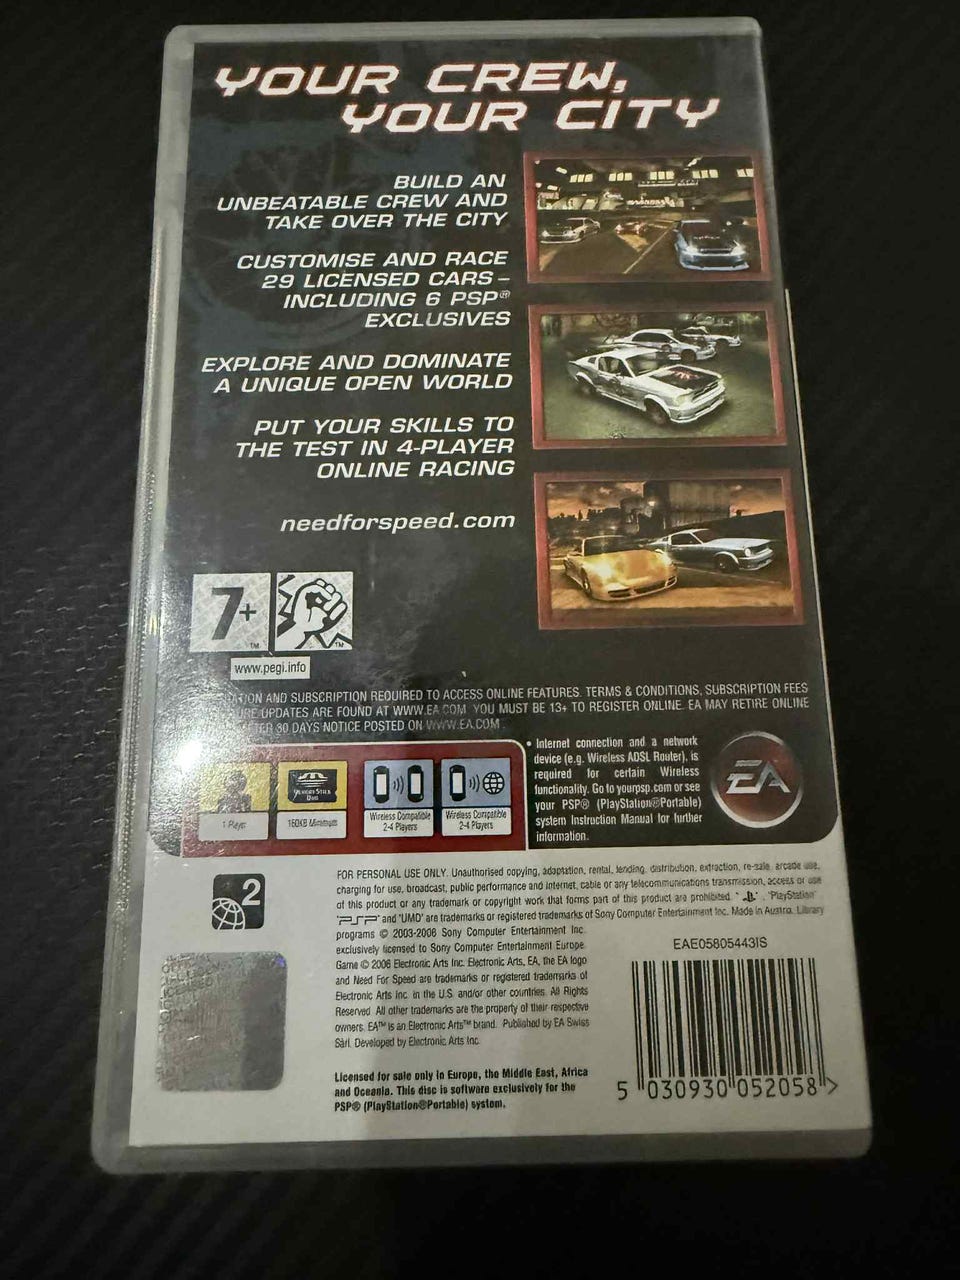 YOUR CREW,
YOUR CITY
BUILD AN
UNBEATABLE CREW AND
TAKE OVER THE CITY
CUSTOMISE AND RACE
29 LICENSED CARS –
INCLUDING 6 PSP®
EXCLUSIVES
EXPLORE AND DOMINATE
A UNIQUE OPEN WORLD
PUT YOUR SKILLS TO
THE TEST IN 4-PLAYER
ONLINE RACING
needforspeed.com
7+
TM
TM
www.pegi.info
AND SUBSCRIPTION REQUIRED TO ACCESS ONLINE FEATURES. TERMS & CONDITIONS, SUBSCRIPTION FEES
UPDATES ARE FOUND AT WWW.EA.COM. YOU MUST BE 13+ TO REGISTER ONLINE. EA MAY RETIRE ONLINE
30 DAYS NOTICE POSTED ON WWW.EA.COM
1 Player
MEMORY STICK
DUO
160KB Minimum
Wireless Compatible
2-4 Players
Wireless Compatible
2-4 Players
• Internet connection and a network
device (e.g. Wireless ADSL Router), is
required for certain Wireless
functionality. Go to yourpsp.com or see
your PSP® (PlayStation®Portable)
system Instruction Manual for further
information.
EA
2
FOR PERSONAL USE ONLY. Unauthorised copying, adaptation, rental, lending, distribution, extraction, re-sale, arcade use,
charging for use, broadcast, public performance and internet, cable or any telecommunications transmission, access or use
of this product or any trademark or copyright work that forms part of this product are prohibited. " ", "PlayStation"
"PSP" and "UMD" are trademarks or registered trademarks of Sony Computer Entertainment Inc. Made in Austria. Library
programs © 2003-2006 Sony Computer Entertainment Inc.
exclusively licensed to Sony Computer Entertainment Europe.
Game © 2006 Electronic Arts Inc. Electronic Arts, EA, the EA logo
and Need For Speed are trademarks or registered trademarks of
Electronic Arts Inc. in the U.S. and/or other countries. All Rights
Reserved. All other trademarks are the property of their respective
owners. EA™ is an Electronic Arts™ brand. Published by EA Swiss
Sàrl. Developed by Electronic Arts Inc.
Licensed for sale only in Europe, the Middle East, Africa
and Oceania. This disc is software exclusively for the
PSP® (PlayStation®Portable) system.
EAE05805443IS
5 030930 052058 >